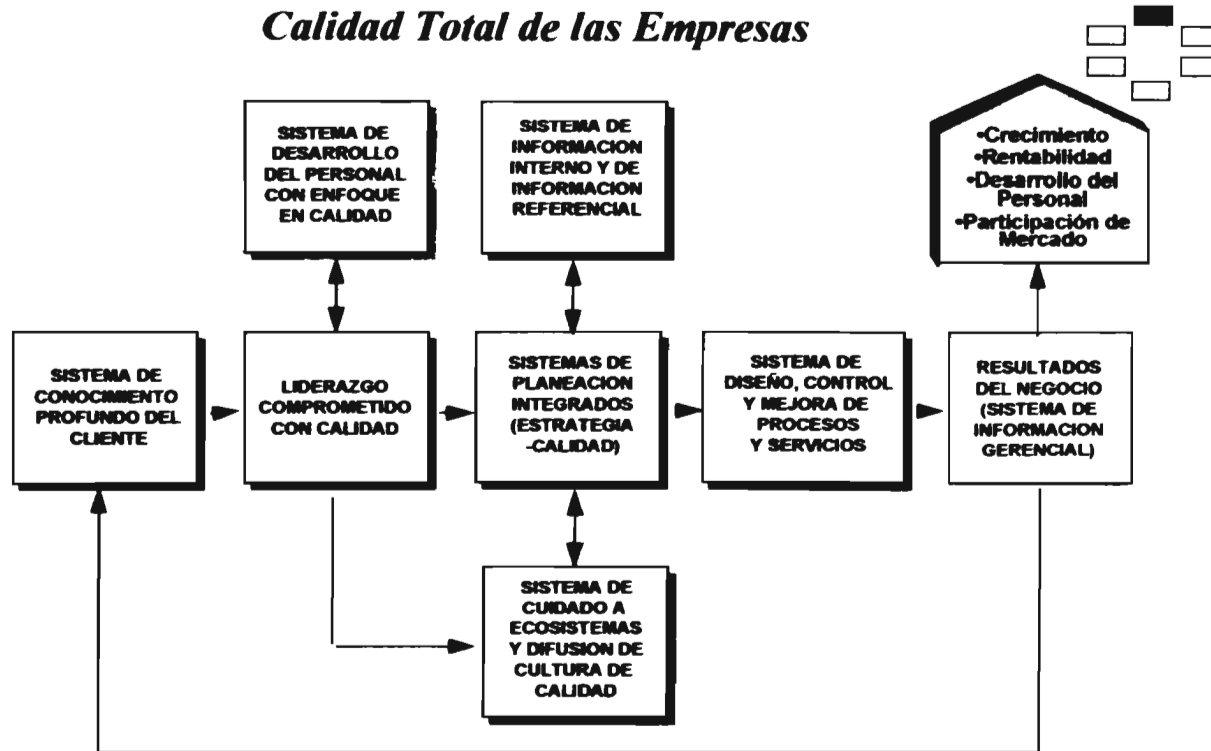 Calidad Total de las Empresas
SISTEMA DE
DESARROLLO
DEL PERSONAL
CON ENFOQUE
EN CALIDAD
SISTEMA DE
INFORMACION
INTERNO Y DE
INFORMACION
REFERENCIAL
•Crecimiento
•Rentabilidad
•Desarrollo del
Personal
•Participación de
Mercado
SISTEMA DE
CONOCIMIENTO
PROFUNDO DEL
CLIENTE
LIDERAZGO
COMPROMETIDO
CON CALIDAD
SISTEMAS DE
PLANEACION
INTEGRADOS
(ESTRATEGIA
-CALIDAD)
SISTEMA DE
DISEÑO, CONTROL
Y MEJORA DE
PROCESOS
Y SERVICIOS
RESULTADOS
DEL NEGOCIO
(SISTEMA DE
INFORMACION
GERENCIAL)
SISTEMA DE
CUIDADO A
ECOSISTEMAS
Y DIFUSION DE
CULTURA DE
CALIDAD